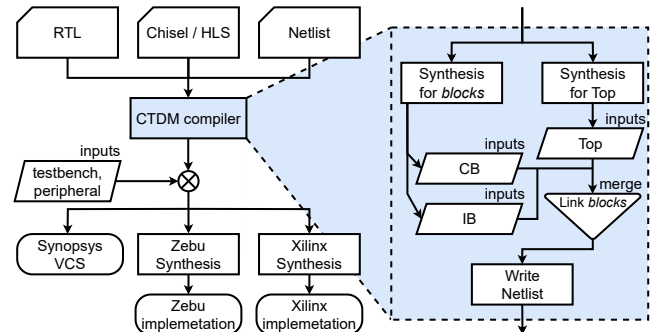 RTL
Chisel / HLS
Netlist
CTDM compiler
inputs
testbench,
peripheral
Synopsys
VCS
Zebu
Synthesis
Xilinx
Synthesis
Zebu
implemetation
Xilinx
implemetation
Synthesis
for blocks
Synthesis
for Top
inputs
Top
inputs
CB
inputs
IB
merge
Link blocks
Write
Netlist